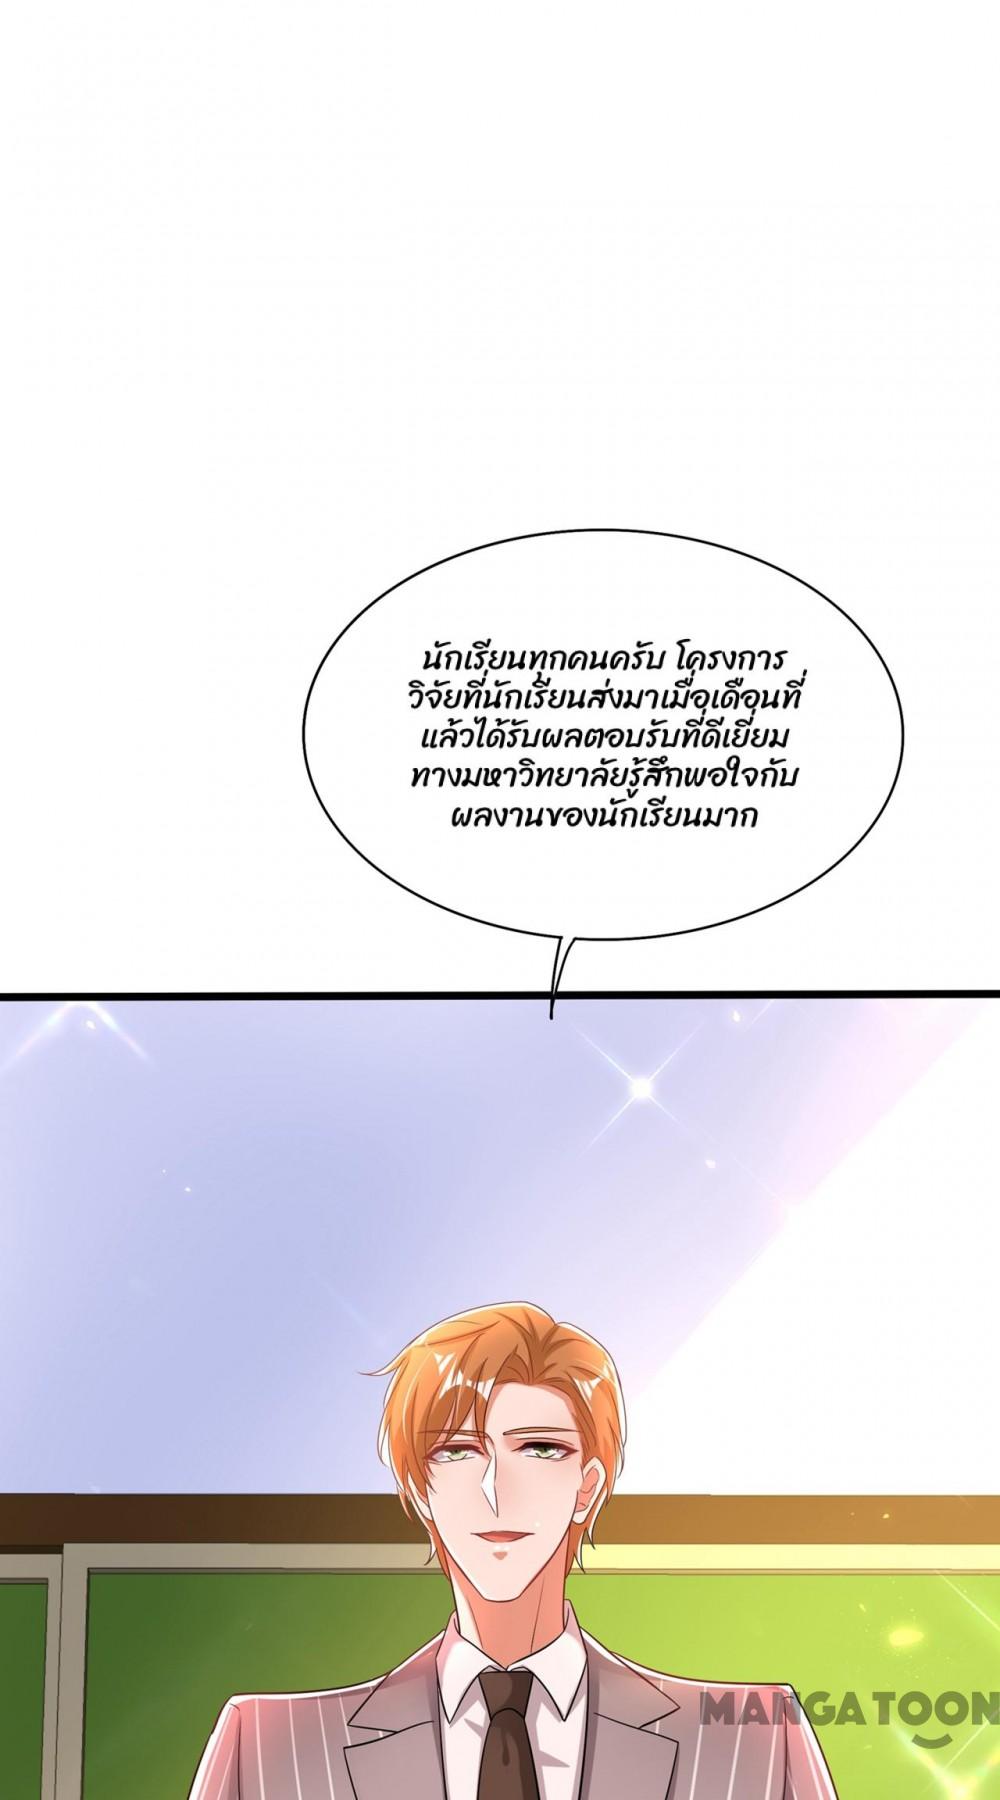 นักเรียนทุกคนครับ โครงการ
วิจัยที่นักเรียนส่งมาเมื่อเดือนที่
แล้วได้รับผลตอบรับที่ดีเยี่ยม
ทางมหาวิทยาลัยรู้สึกพอใจกับ
ผลงานของนักเรียนมาก
MANGATOON